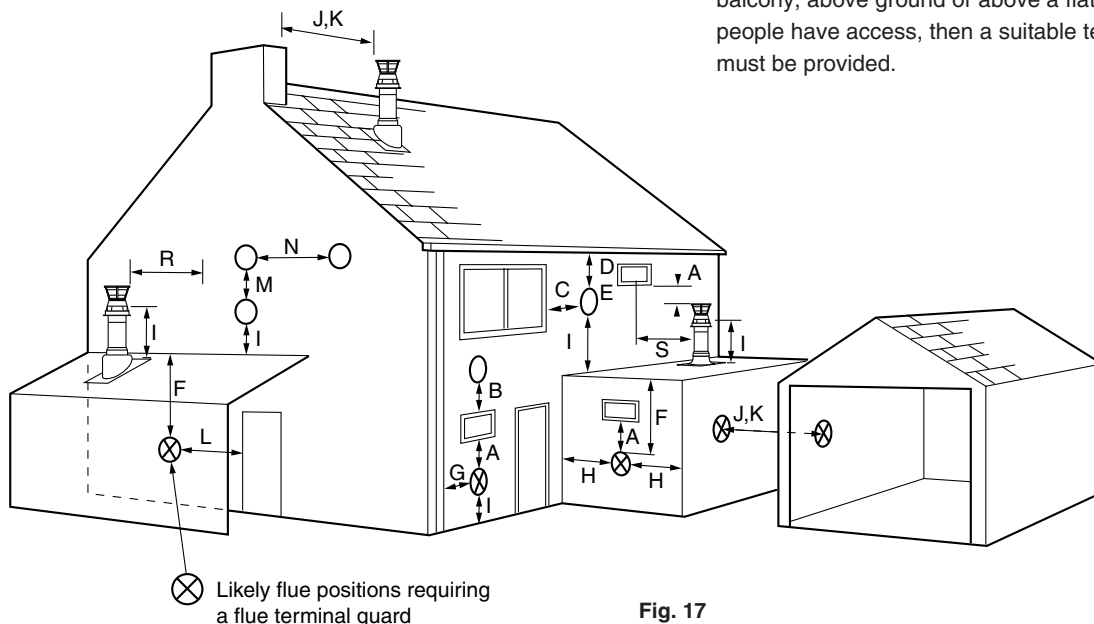 balcony, above ground or above a flat
people have access, then a suitable te
must be provided.
J,K
R
N
M
I
I
F
L
D
E
C
A
I
S
I
B
A
G
I
F
A
H
H
J,K
Likely flue positions requiring
a flue terminal guard
Fig. 17